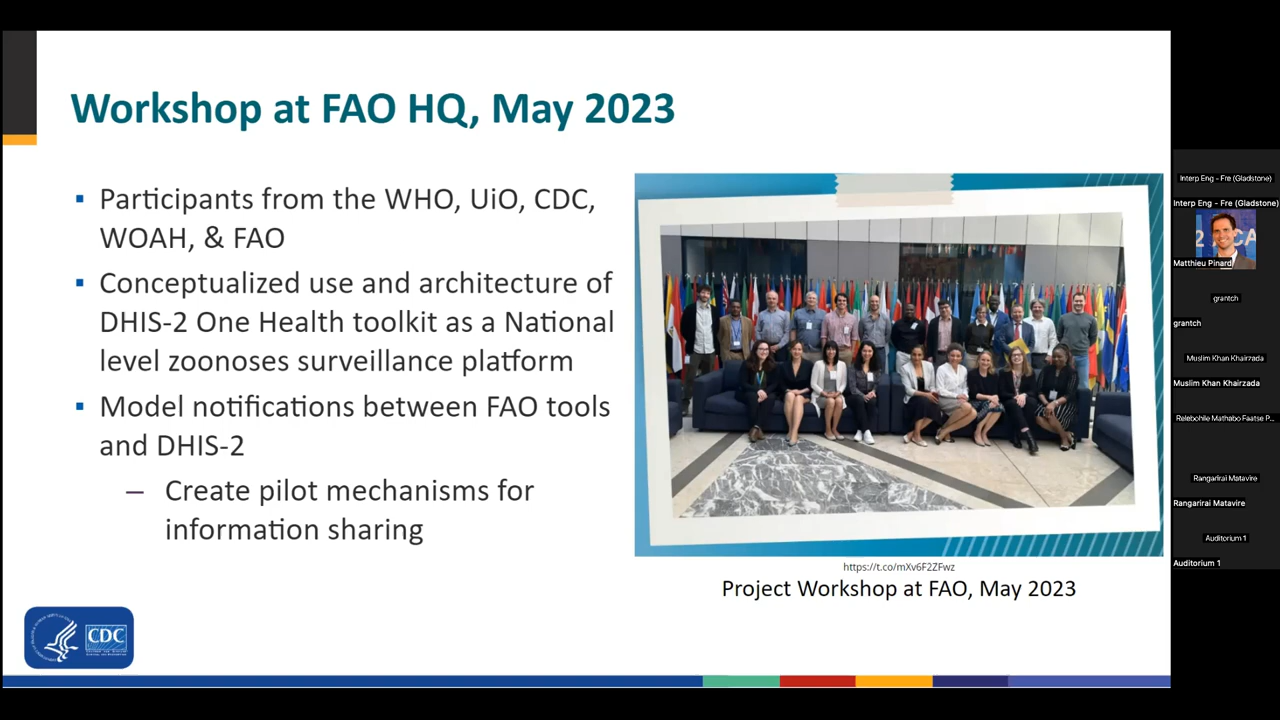 Workshop at FAO HQ, May 2023
▪ Participants from the WHO, UiO, CDC,
WOAH, & FAO
▪ Conceptualized use and architecture of
DHIS-2 One Health toolkit as a National
level zoonoses surveillance platform
▪ Model notifications between FAO tools
and DHIS-2
– Create pilot mechanisms for
information sharing
https://t.co/mXv6F2ZFwz
Project Workshop at FAO, May 2023
CDC
Interp Eng - Fre (Gladstone)
Interp Eng - Fre (Gladstone)
Matthieu Pinard
grantch
grantch
Muslim Khan Khairzada
Muslim Khan Khairzada
Relebohile Mathabo Faatse P...
Rangarirai Matavire
Rangarirai Matavire
Auditorium 1
Auditorium 1